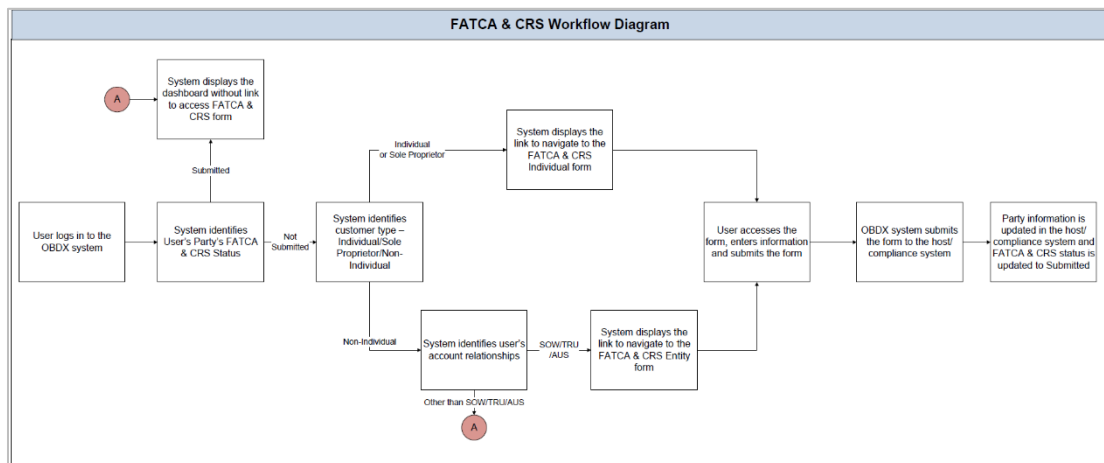 FATCA & CRS Workflow Diagram
A
System displays the
dashboard without link
to access FATCA &
CRS form
Submitted
User logs in to the
OBDX system
System identifies
User's Party's FATCA
& CRS Status
Not
Submitted
System identifies
customer type –
Individual/Sole
Proprietor/Non-
Individual
Individual
or Sole Proprietor
System displays the
link to navigate to the
FATCA & CRS
Individual form
Non-Individual
System identifies user's
account relationships
SOW/TRU
/AUS
System displays the
link to navigate to the
FATCA & CRS Entity
form
Other than SOW/TRU/AUS
A
User accesses the
form, enters information
and submits the form
OBDX system submits
the form to the host/
compliance system
Party information is
updated in the host/
compliance system and
FATCA & CRS status is
updated to Submitted